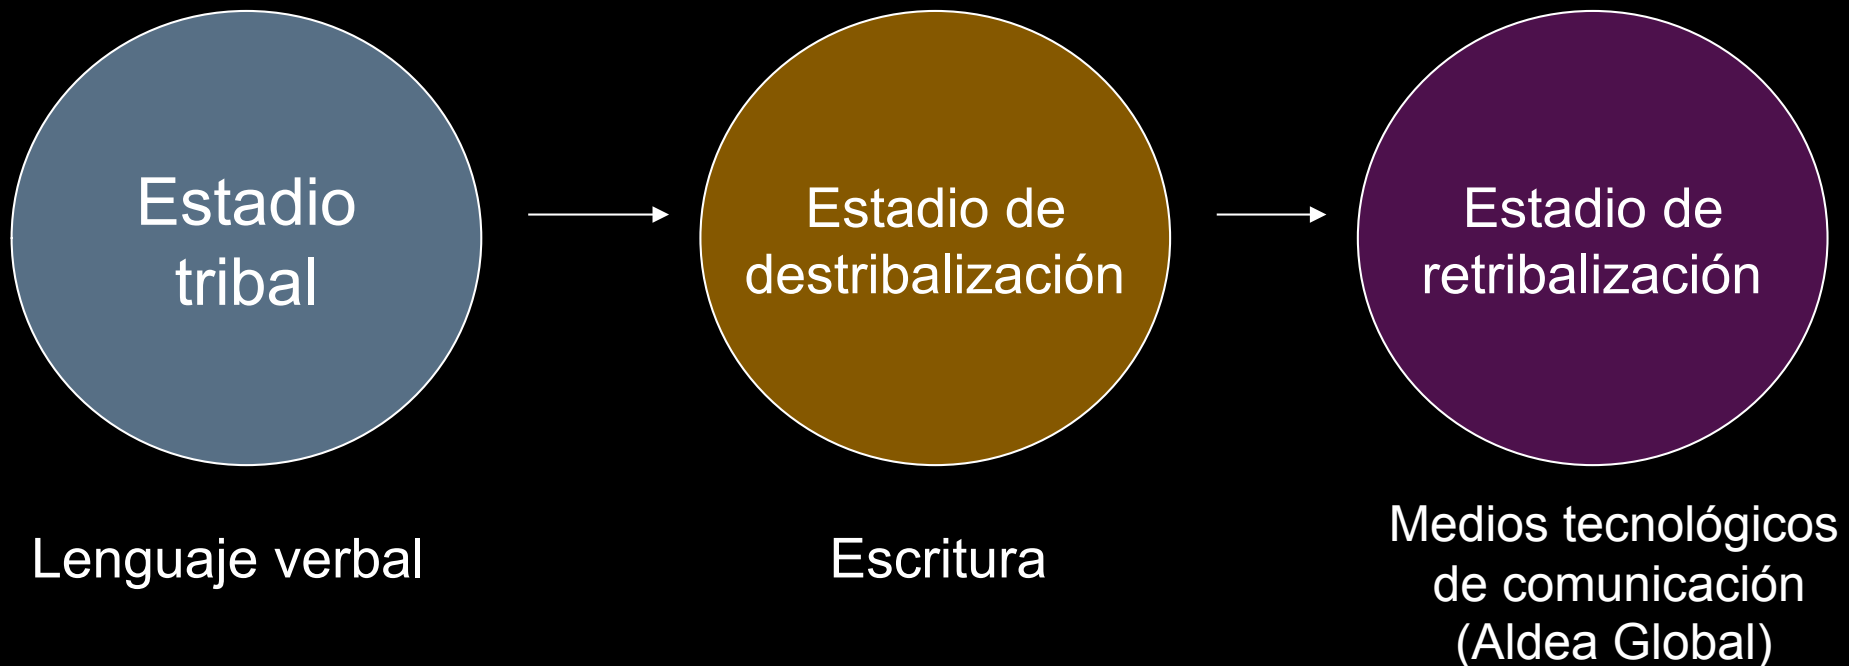 Estadio
tribal
Estadio de
destribalización
Estadio de
retribalización
Lenguaje verbal
Escritura
Medios tecnológicos
de comunicación
(Aldea Global)